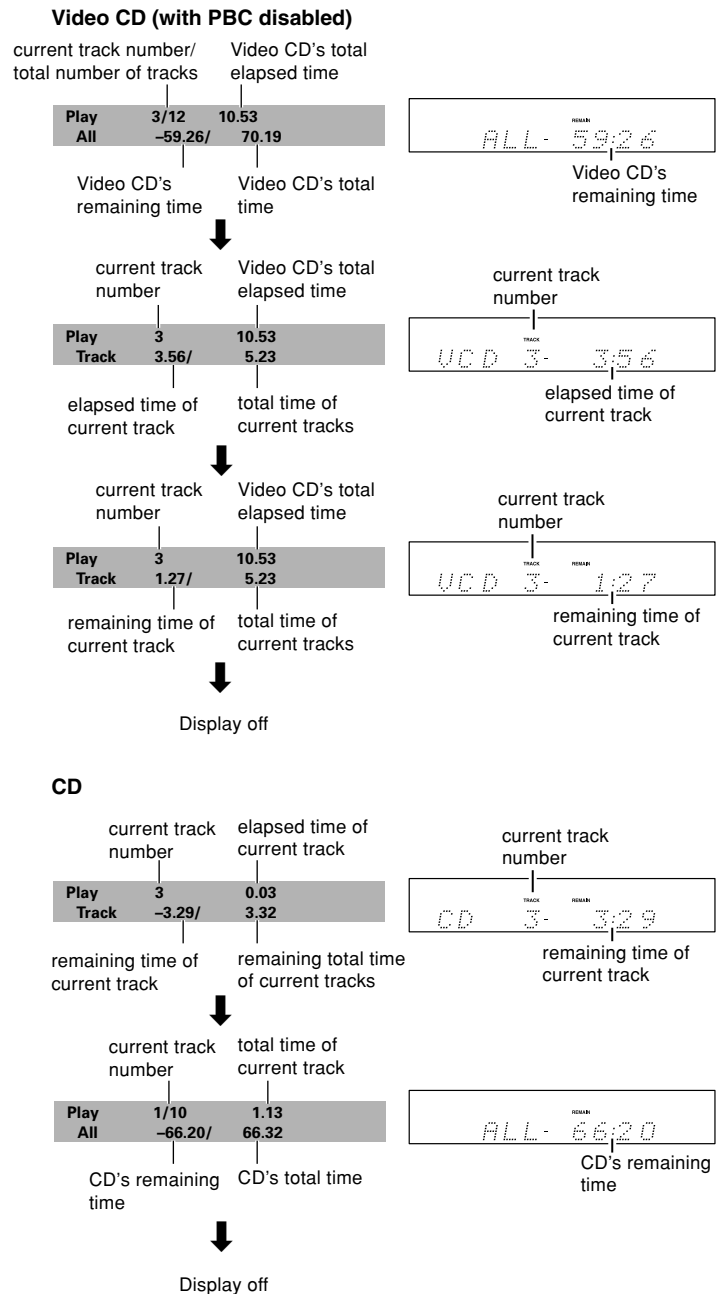 Video CD (with PBC disabled)
current track number/
total number of tracks
Video CD's total
elapsed time
Play 3/12 10.53
All –59.26/ 70.19
REMAIN
ALL- 59:26
Video CD's
remaining time
Video CD's total
time
Video CD's
remaining time
current track
number
Video CD's total
elapsed time
current track
number
Play 3 10.53
Track 3.56/ 5.23
TRACK
VCD 3- 3:56
elapsed time of
current track
total time of
current tracks
elapsed time of
current track
current track
number
Video CD's total
elapsed time
current track
number
Play 3 10.53
Track 1.27/ 5.23
TRACK REMAIN
VCD 3- 1:27
remaining time of
current track
total time of
current tracks
remaining time of
current track
Display off
CD
current track
number
elapsed time of
current track
current track
number
Play 3 0.03
Track –3.29/ 3.32
TRACK REMAIN
CD 3- 3:29
remaining time of
current track
remaining total time
of current tracks
remaining time of
current track
current track
number
total time of
current track
Play 1/10 1.13
All –66.20/ 66.32
REMAIN
ALL- 66:20
CD's remaining
time
CD's total time
CD's remaining
time
Display off